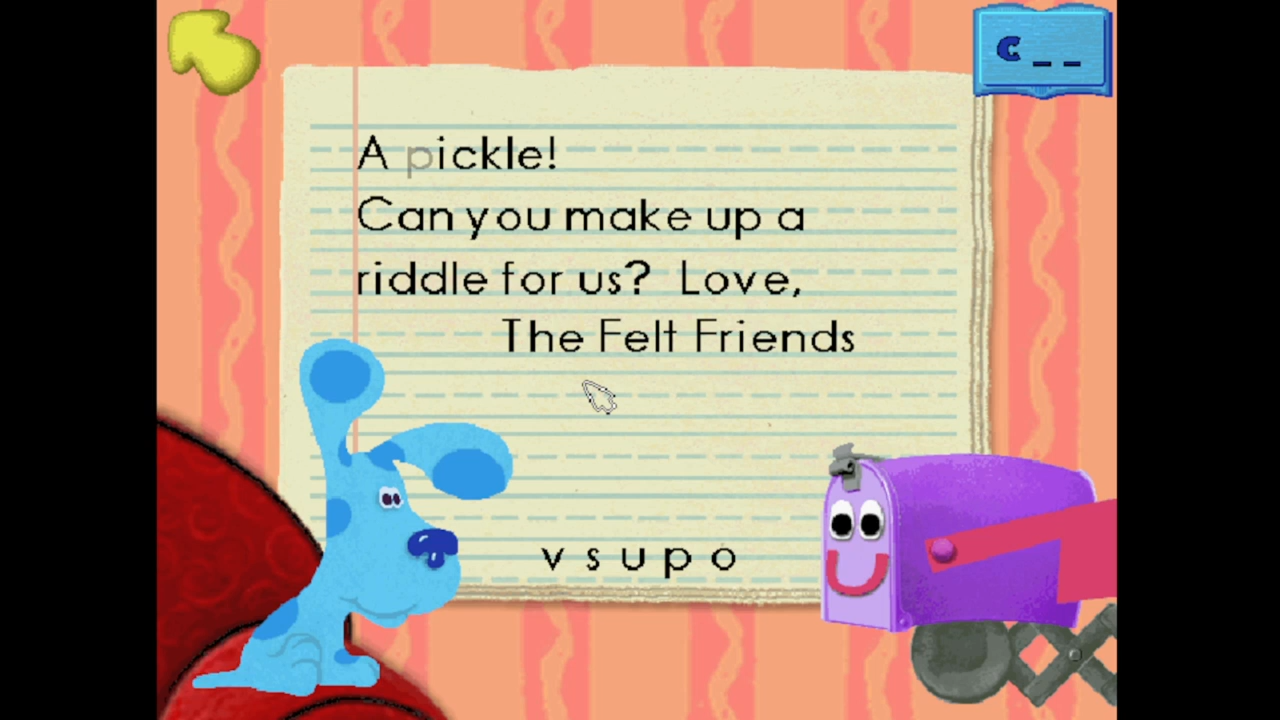 c _ _
A pickle!
Can you make up a
riddle for us? Love,
The Felt Friends
v s u p o